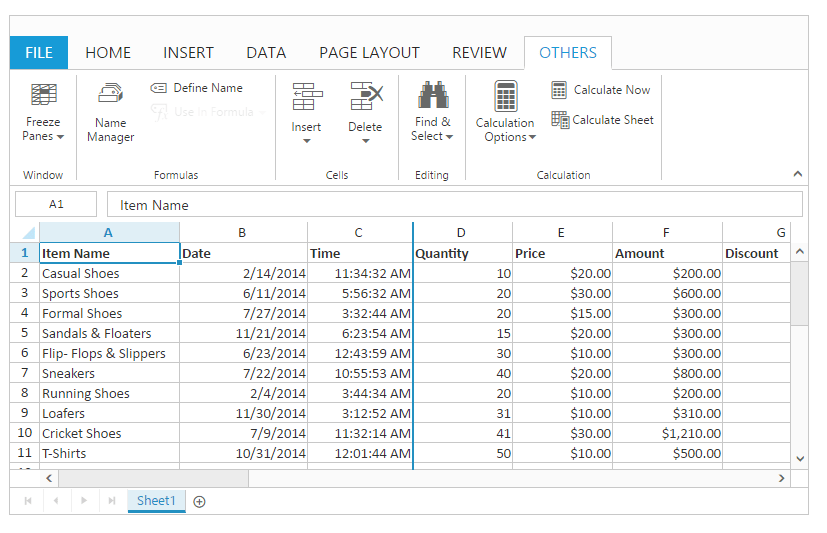 FILE HOME INSERT DATA PAGE LAYOUT REVIEW OTHERS
Freeze Panes
Name Manager
Define Name
Use in Formula
Insert
Delete
Find & Select
Calculation Options
Calculate Now
Calculate Sheet
Window Formulas Cells Editing Calculation
A1 Item Name
A B C D E F G
1 Item Name Date Time Quantity Price Amount Discount
2 Casual Shoes 2/14/2014 11:34:32 AM 10 $20.00 $200.00
3 Sports Shoes 6/11/2014 5:56:32 AM 20 $30.00 $600.00
4 Formal Shoes 7/27/2014 3:32:44 AM 20 $15.00 $300.00
5 Sandals & Floaters 11/21/2014 6:23:54 AM 15 $20.00 $300.00
6 Flip- Flops & Slippers 6/23/2014 12:43:59 AM 30 $10.00 $300.00
7 Sneakers 7/22/2014 10:55:53 AM 40 $20.00 $800.00
8 Running Shoes 2/4/2014 3:44:34 AM 20 $10.00 $200.00
9 Loafers 11/30/2014 3:12:52 AM 31 $10.00 $310.00
10 Cricket Shoes 7/9/2014 11:32:14 AM 41 $30.00 $1,210.00
11 T-Shirts 10/31/2014 12:01:44 AM 50 $10.00 $500.00
Sheet1